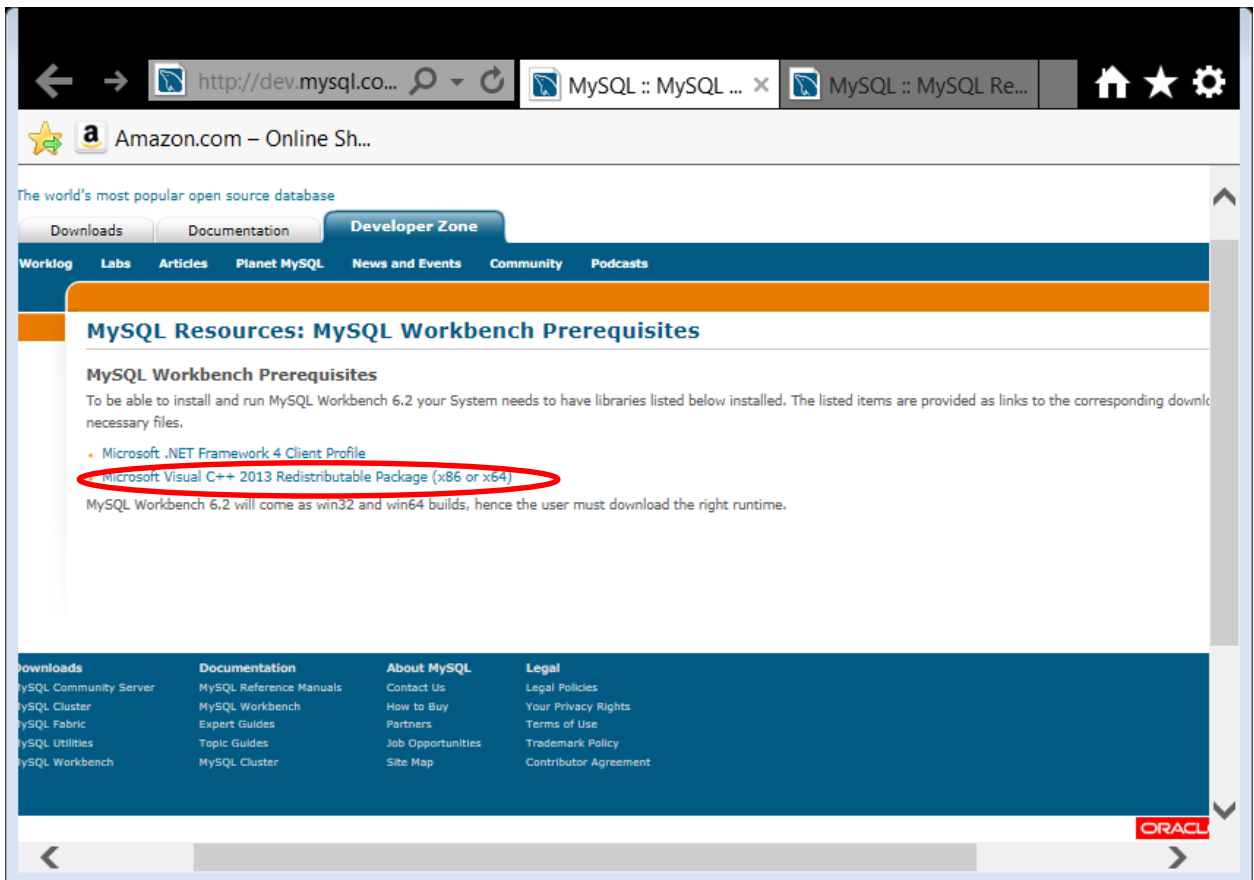 http://dev.mysql.co...
MySQL :: MySQL ...
MySQL :: MySQL Re...
a Amazon.com – Online Sh...
The world's most popular open source database
Downloads Documentation Developer Zone
Worklog Labs Articles Planet MySQL News and Events Community Podcasts
MySQL Resources: MySQL Workbench Prerequisites
MySQL Workbench Prerequisites
To be able to install and run MySQL Workbench 6.2 your System needs to have libraries listed below installed. The listed items are provided as links to the corresponding downlo
necessary files.
Microsoft .NET Framework 4 Client Profile
Microsoft Visual C++ 2013 Redistributable Package (x86 or x64)
MySQL Workbench 6.2 will come as win32 and win64 builds, hence the user must download the right runtime.
Downloads Documentation About MySQL Legal
MySQL Community Server MySQL Reference Manuals Contact Us Legal Policies
MySQL Cluster MySQL Workbench How to Buy Your Privacy Rights
MySQL Fabric Expert Guides Partners Terms of Use
MySQL Utilities Topic Guides Job Opportunities Trademark Policy
MySQL Workbench MySQL Cluster Site Map Contributor Agreement
ORACL